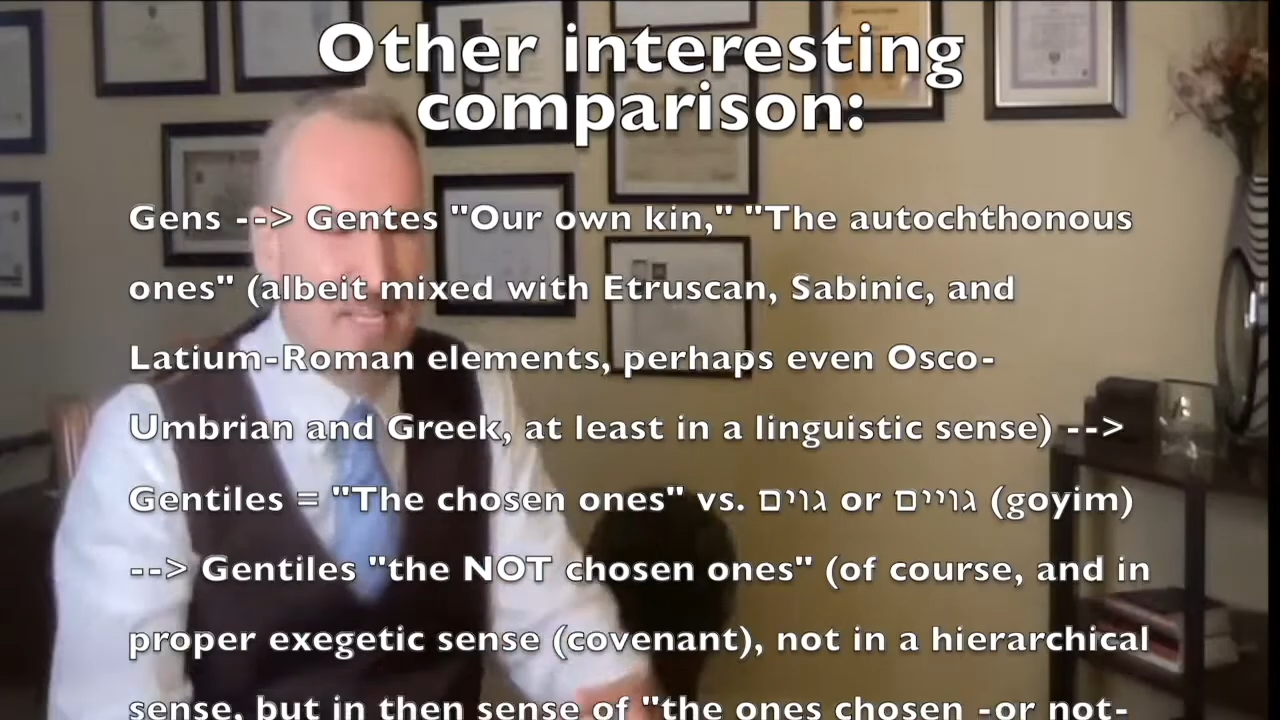 Other interesting
comparison:
Gens --> Gentes "Our own kin," "The autochthonous
ones" (albeit mixed with Etruscan, Sabinic, and
Latium-Roman elements, perhaps even Osco-
Umbrian and Greek, at least in a linguistic sense) -->
Gentiles = "The chosen ones" vs. גוים or גויים (goyim)
--> Gentiles "the NOT chosen ones" (of course, and in
proper exegetic sense (covenant), not in a hierarchical
sense, but in then sense of "the ones chosen -or not-